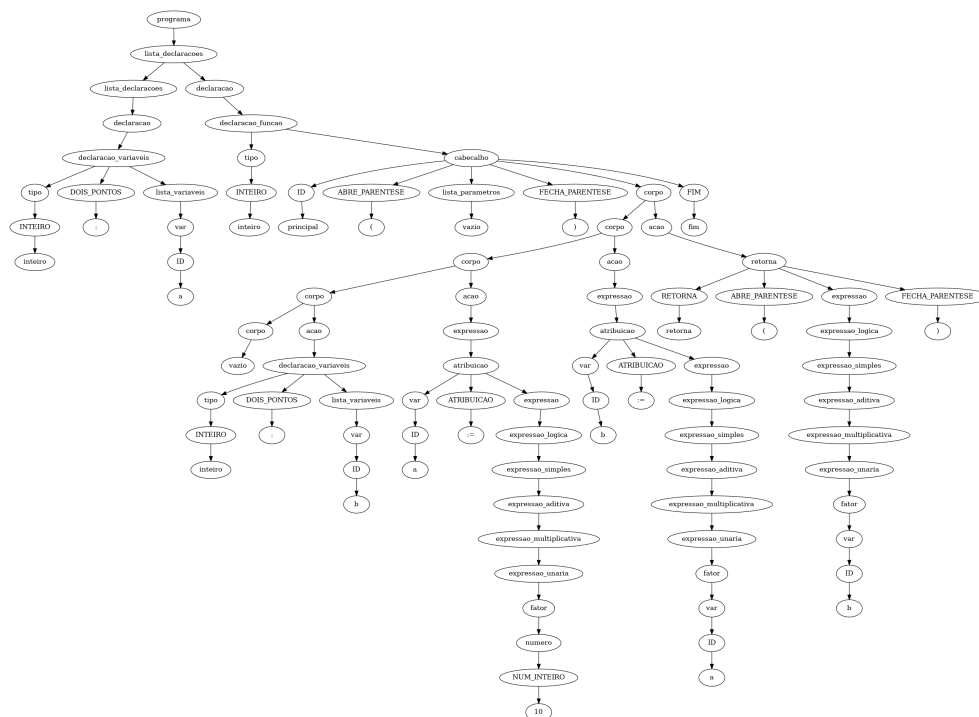 programa
lista_declaracoes
lista_declaracoes declaracao
declaracao declaracao_funcao
declaracao_variaveis tipo cabecalho
tipo DOIS_PONTOS lista_variaveis INTEIRO ID ABRE_PARENTESE lista_parametros FECHA_PARENTESE corpo FIM
INTEIRO : var inteiro principal ( vazio ) corpo acao fim
inteiro ID corpo acao retorna
a corpo acao expressao RETORNA ABRE_PARENTESE expressao FECHA_PARENTESE
corpo acao expressao atribuicao retorna ( expressao_logica )
vazio declaracao_variaveis atribuicao var ATRIBUICAO expressao expressao_simples
tipo DOIS_PONTOS lista_variaveis var ATRIBUICAO expressao ID := expressao_logica expressao_aditiva
INTEIRO : var ID := expressao_logica b expressao_simples expressao_multiplicativa
inteiro ID a expressao_simples expressao_aditiva expressao_unaria
b expressao_aditiva expressao_multiplicativa fator
expressao_multiplicativa expressao_unaria var
expressao_unaria fator ID
fator var b
numero ID
NUM_INTEIRO a
10